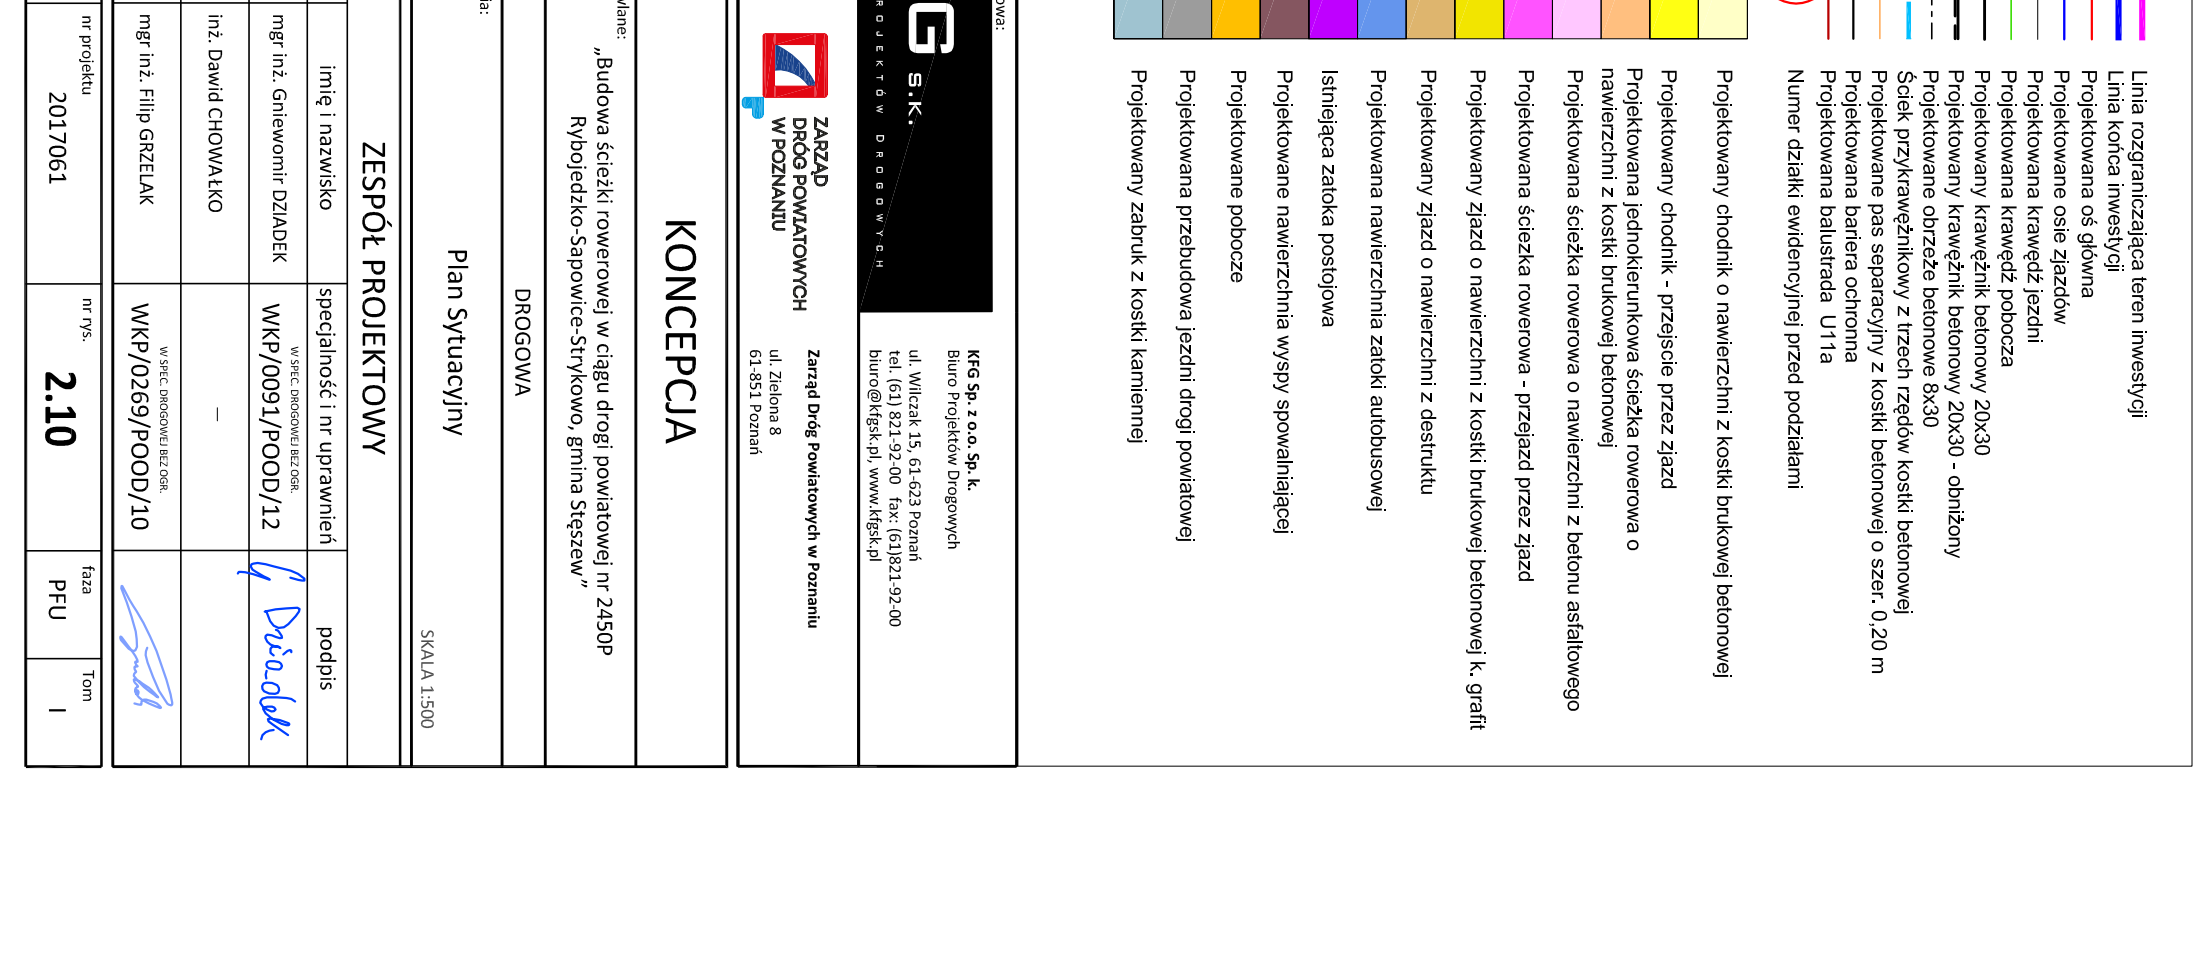 Linia rozgraniczająca teren inwestycji
Linia końca inwestycji
Projektowana oś główna
Projektowane osie zjazdów
Projektowana krawędź jezdni
Projektowana krawędź pobocza
Projektowany krawężnik betonowy 20x30
Projektowany krawężnik betonowy 20x30 - obniżony
Projektowane obrzeże betonowe 8x30
Ściek przykrawężnikowy z trzech rzędów kostki betonowej
Projektowane pas separacyjny z kostki betonowej o szer. 0,20 m
Projektowana bariera ochronna
Projektowana balustrada U11a
Numer działki ewidencyjnej przed podziałami
Projektowany chodnik o nawierzchni z kostki brukowej betonowej
Projektowany chodnik - przejscie przez zjazd
Projektowana jednokierunkowa ścieżka rowerowa o
nawierzchni z kostki brukowej betonowej
Projektowana ścieżka rowerowa o nawierzchni z betonu asfaltowego
Projektowana ściezka rowerowa - przejazd przez zjazd
Projektowany zjazd o nawierzchni z kostki brukowej betonowej k. grafit
Projektowany zjazd o nawierzchni z destruktu
Projektowana nawierzchnia zatoki autobusowej
Istniejąca zatoka postojowa
Projektowane nawierzchnia wyspy spowalniającej
Projektowane pobocze
Projektowana przebudowa jezdni drogi powiatowej
Projektowany zabruk z kostki kamiennej
owa:
G S.K.
ROJEKTÓW DROGOWYCH
KFG Sp. z o.o. Sp. k.
Biuro Projektów Drogowych
ul. Wilczak 15, 61-623 Poznań
tel. (61) 821-92-00 fax: (61)821-92-00
biuro@kfgsk.pl, www.kfgsk.pl
ZARZĄD
DRÓG POWIATOWYCH
W POZNANIU
Zarząd Dróg Powiatowych w Poznaniu
ul. Zielona 8
61-851 Poznań
KONCEPCJA
wlane:
„Budowa ścieżki rowerowej w ciągu drogi powiatowej nr 2450P
Rybojedzko-Sapowice-Strykowo, gmina Stęszew”
DROGOWA
ia:
Plan Sytuacyjny
SKALA 1:500
ZESPÓŁ PROJEKTOWY
imię i nazwisko
specjalność i nr uprawnień
podpis
mgr inż. Gniewomir DZIADEK
W SPEC. DROGOWEJ BEZ OGR.
WKP/0091/POOD/12
G Dziadek
inż. Dawid CHOWAŁKO
—
mgr inż. Filip GRZELAK
W SPEC. DROGOWEJ BEZ OGR.
WKP/0269/POOD/10
nr projektu
2017061
nr rys.
2.10
faza
PFU
Tom
I